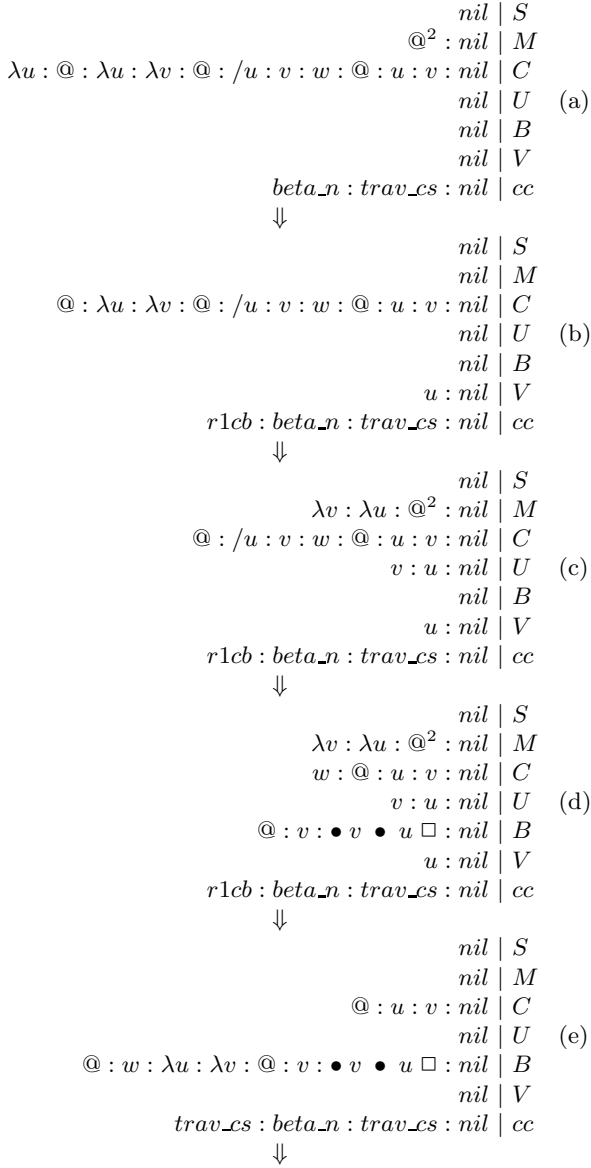 nil | S
@² : nil | M
λu : @ : λu : λv : @ : /u : v : w : @ : u : v : nil | C
nil | U (a)
nil | B
nil | V
beta_n : trav_cs : nil | cc
⇓
nil | S
nil | M
@ : λu : λv : @ : /u : v : w : @ : u : v : nil | C
nil | U (b)
nil | B
u : nil | V
r1cb : beta_n : trav_cs : nil | cc
⇓
nil | S
λv : λu : @² : nil | M
@ : /u : v : w : @ : u : v : nil | C
v : u : nil | U (c)
nil | B
u : nil | V
r1cb : beta_n : trav_cs : nil | cc
⇓
nil | S
λv : λu : @² : nil | M
w : @ : u : v : nil | C
v : u : nil | U (d)
@ : v : • v • u □ : nil | B
u : nil | V
r1cb : beta_n : trav_cs : nil | cc
⇓
nil | S
nil | M
@ : u : v : nil | C
nil | U (e)
@ : w : λu : λv : @ : v : • v • u □ : nil | B
nil | V
trav_cs : beta_n : trav_cs : nil | cc
⇓